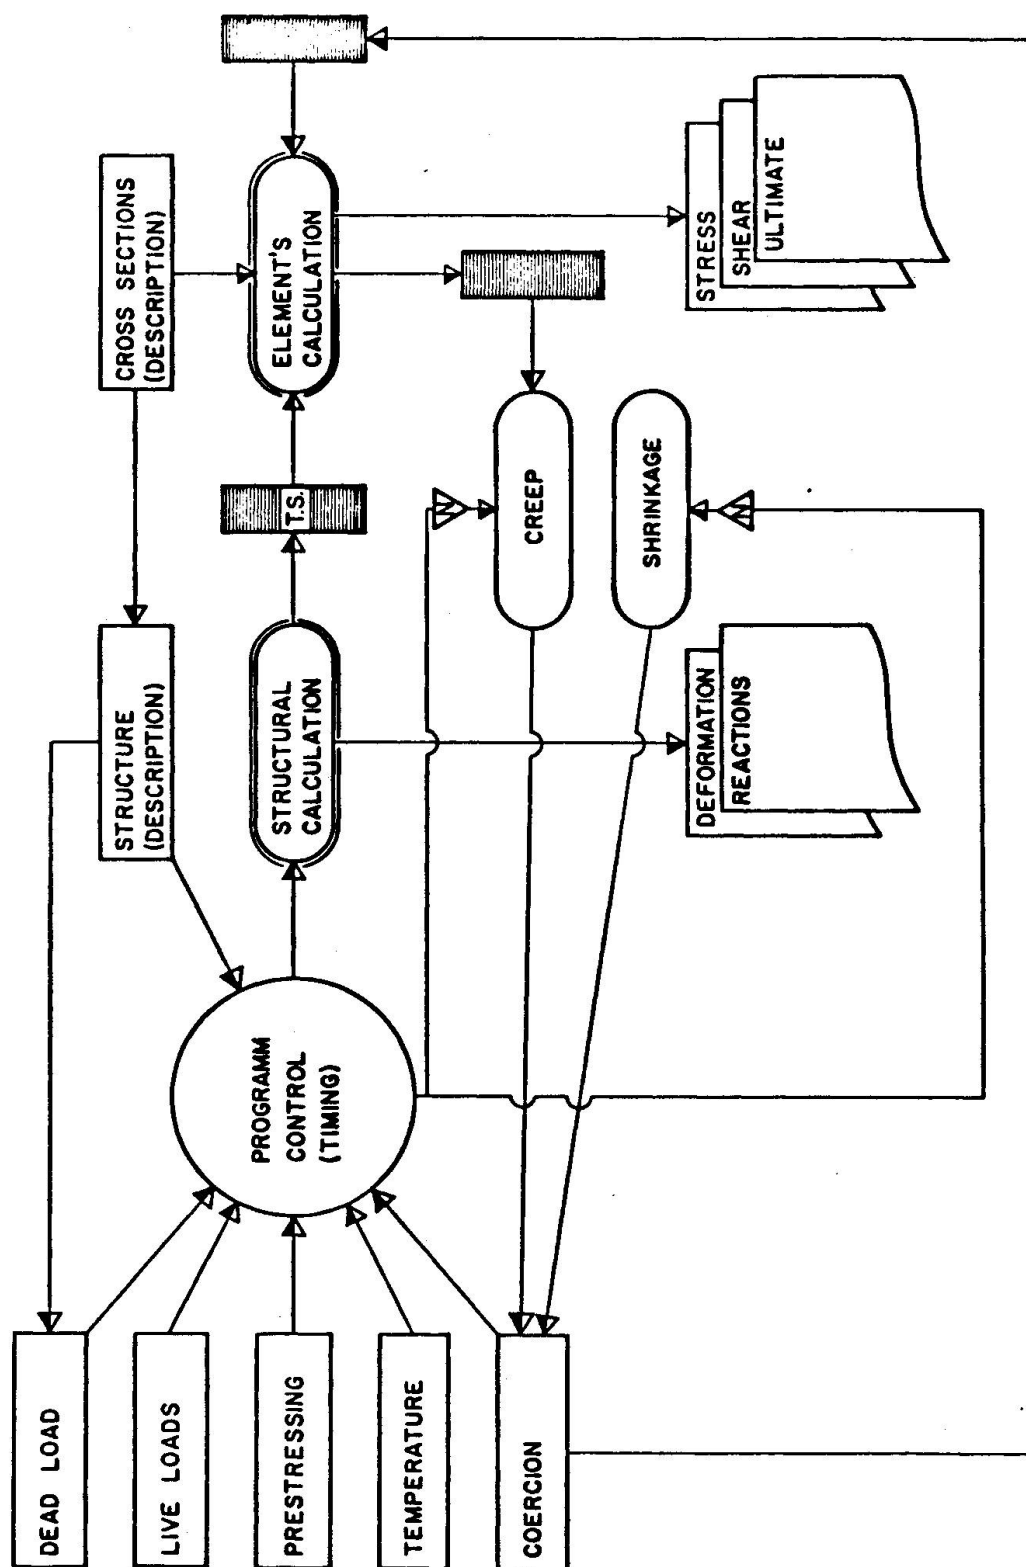 DEAD LOAD
LIVE LOADS
PRESTRESSING
TEMPERATURE
COERCION
PROGRAMM
CONTROL
(TIMING)
STRUCTURE
(DESCRIPTION)
STRUCTURAL
CALCULATION
DEFORMATION
REACTIONS
CROSS SECTIONS
(DESCRIPTION)
T.S.
ELEMENT'S
CALCULATION
N
CREEP
SHRINKAGE
N
STRESS
SHEAR
ULTIMATE